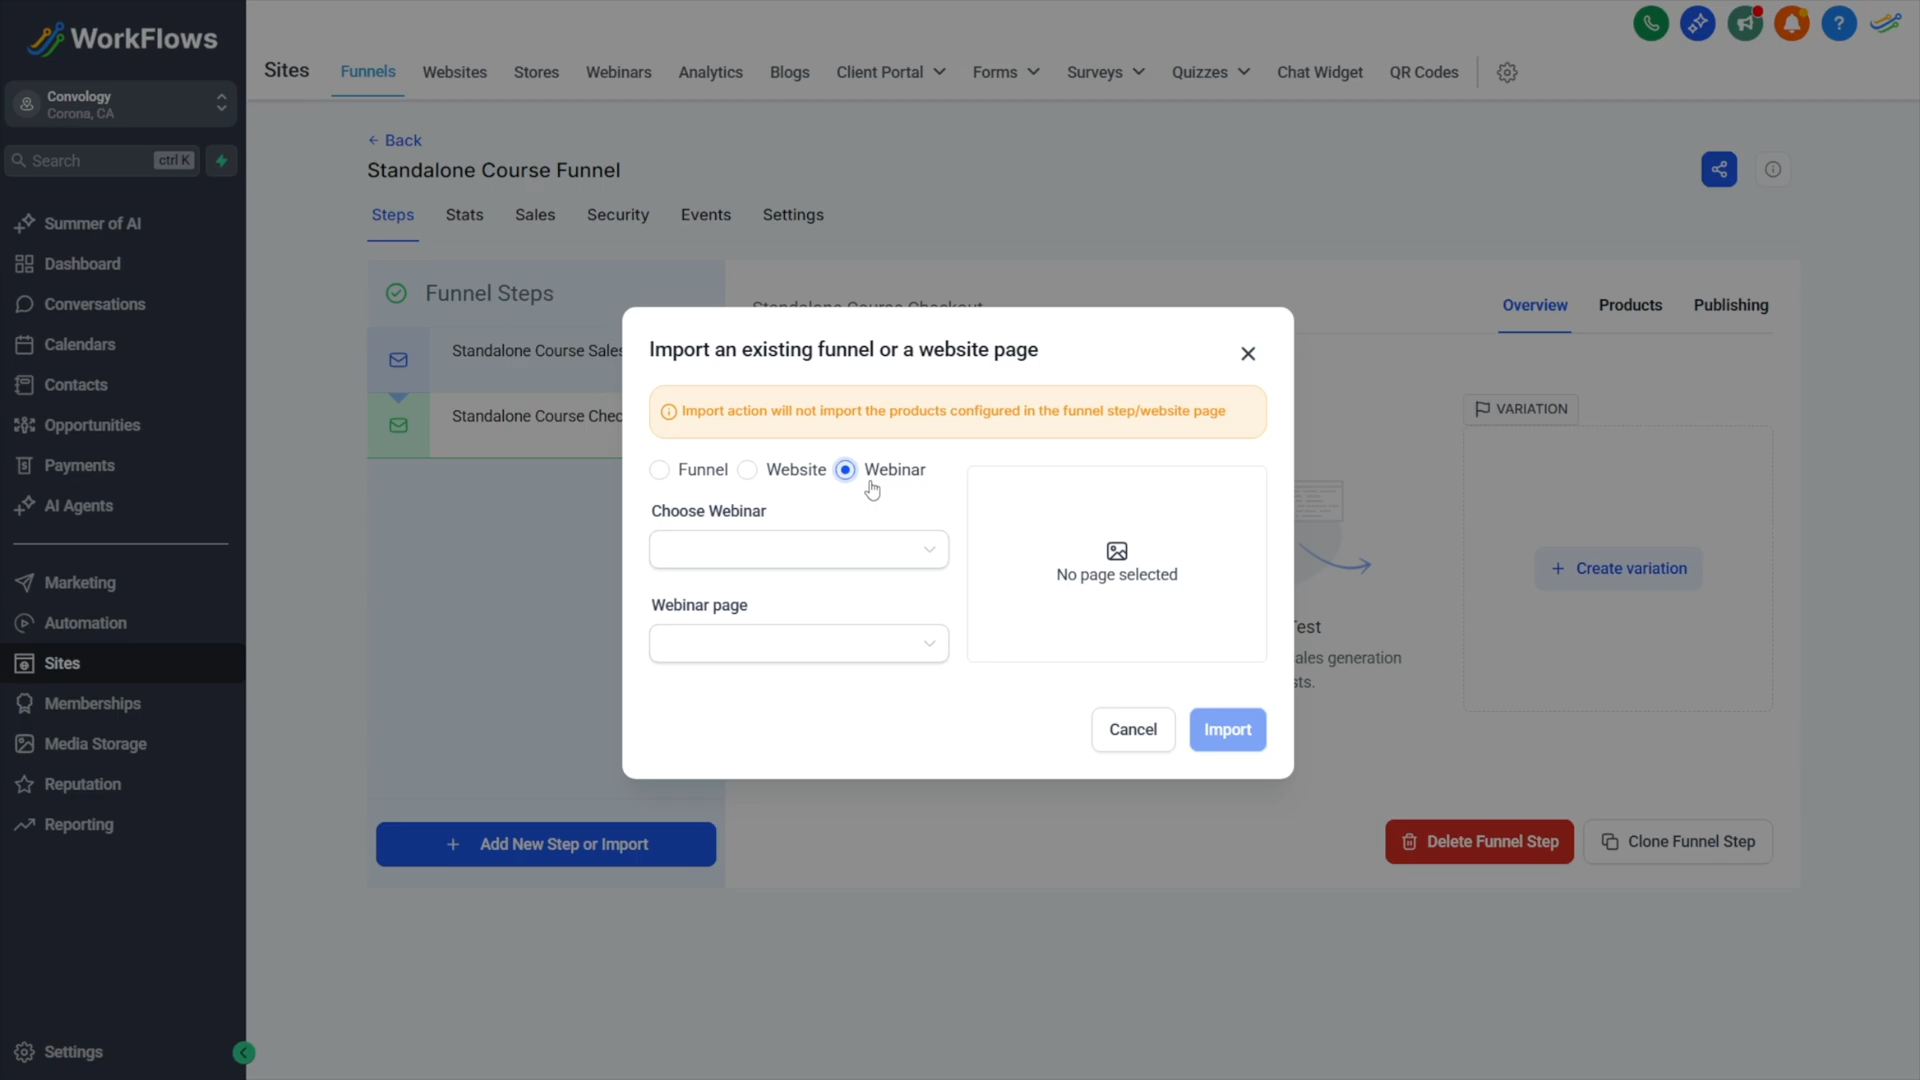 WorkFlows
Convology
Corona, CA
Search ctrl K
Summer of AI
Dashboard
Conversations
Calendars
Contacts
Opportunities
Payments
AI Agents
Marketing
Automation
Sites
Memberships
Media Storage
Reputation
Reporting
Settings
Sites Funnels Websites Stores Webinars Analytics Blogs Client Portal Forms Surveys Quizzes Chat Widget QR Codes
← Back
Standalone Course Funnel
Steps Stats Sales Security Events Settings
Funnel Steps
Standalone Course Sales
Standalone Course Chec
+ Add New Step or Import
Standalone Course Checkout
Overview Products Publishing
VARIATION
+ Create variation
Test
ales generation
sts.
Delete Funnel Step
Clone Funnel Step
Import an existing funnel or a website page
Import action will not import the products configured in the funnel step/website page
Funnel Website Webinar
Choose Webinar
Webinar page
No page selected
Cancel
Import